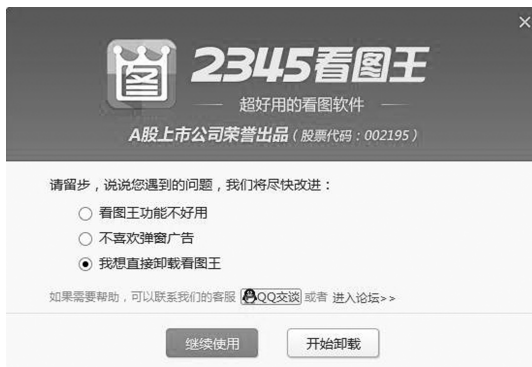 图 2345看图王
超好用的看图软件
A股上市公司荣誉出品（股票代码：002195）
请留步，说说您遇到的问题，我们将尽快改进：
看图王功能不好用
不喜欢弹窗广告
我想直接卸载看图王
如果需要帮助，可以联系我们的客服 QQ交谈 或者 进入论坛>>
继续使用 开始卸载